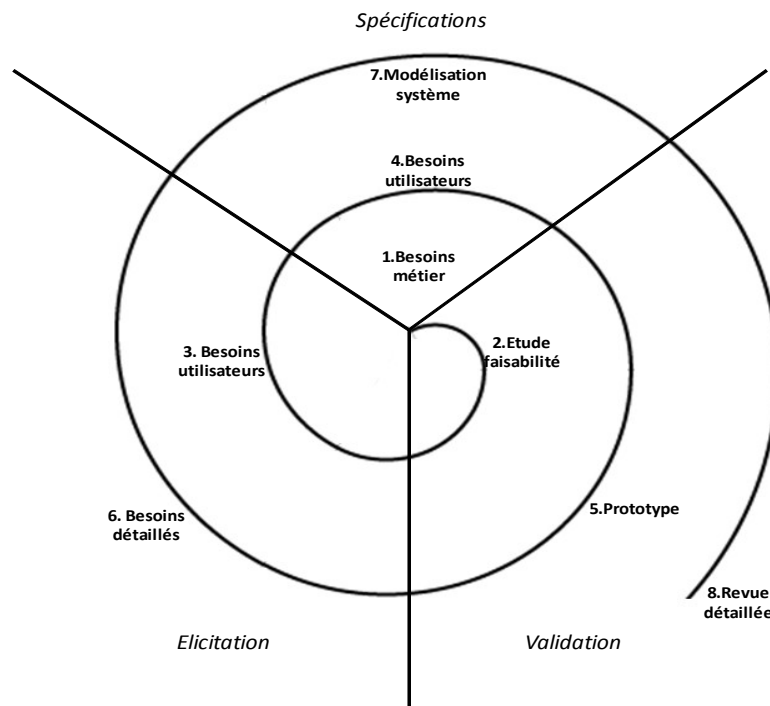 Spécifications
7.Modélisation
système
4.Besoins
utilisateurs
1.Besoins
métier
2.Etude
faisabilité
3. Besoins
utilisateurs
5.Prototype
6. Besoins
détaillés
8.Revue
détaillée
Elicitation
Validation